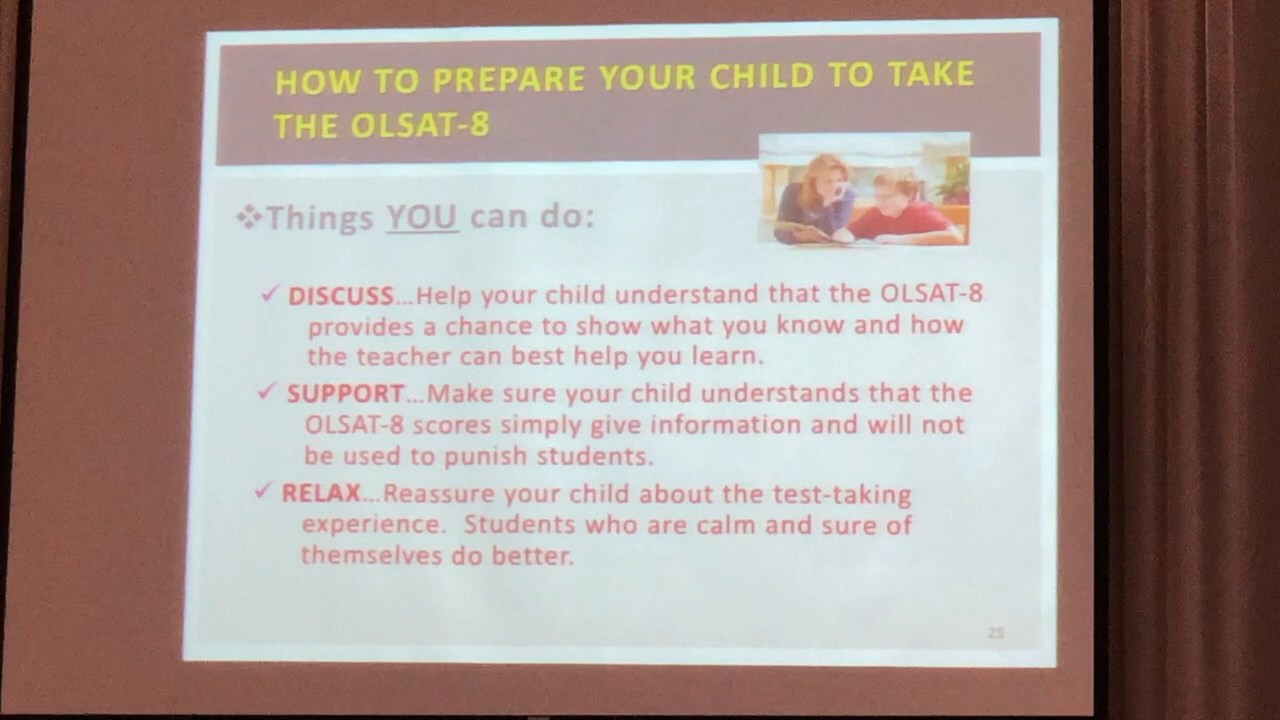 HOW TO PREPARE YOUR CHILD TO TAKE
THE OLSAT-8
❖Things YOU can do:
✓ DISCUSS...Help your child understand that the OLSAT-8
provides a chance to show what you know and how
the teacher can best help you learn.
✓ SUPPORT...Make sure your child understands that the
OLSAT-8 scores simply give information and will not
be used to punish students.
✓ RELAX...Reassure your child about the test-taking
experience. Students who are calm and sure of
themselves do better.
25